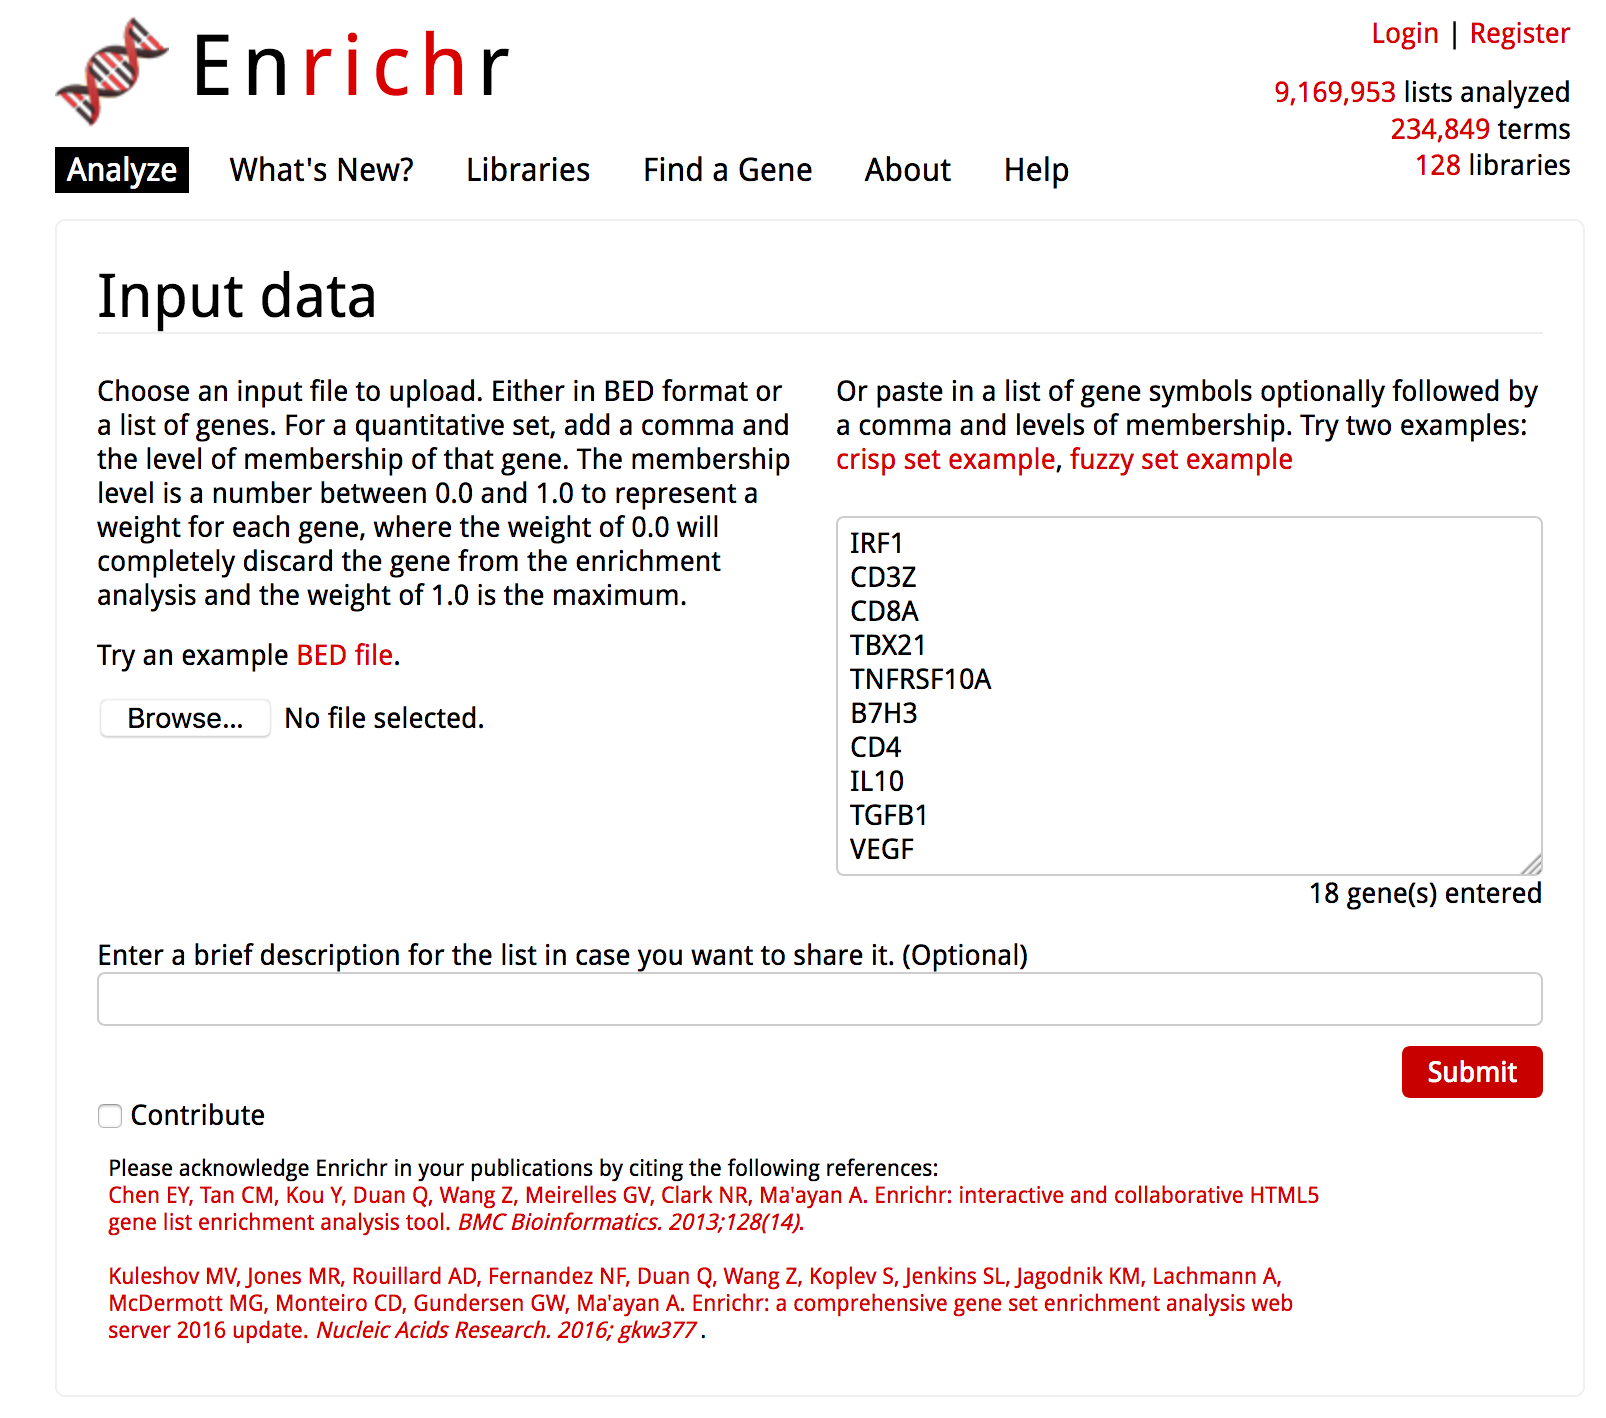 Enrichr
Login | Register
9,169,953 lists analyzed
234,849 terms
128 libraries
Analyze What's New? Libraries Find a Gene About Help
Input data
Choose an input file to upload. Either in BED format or
a list of genes. For a quantitative set, add a comma and
the level of membership of that gene. The membership
level is a number between 0.0 and 1.0 to represent a
weight for each gene, where the weight of 0.0 will
completely discard the gene from the enrichment
analysis and the weight of 1.0 is the maximum.
Try an example BED file.
Browse... No file selected.
Or paste in a list of gene symbols optionally followed by
a comma and levels of membership. Try two examples:
crisp set example, fuzzy set example
IRF1
CD3Z
CD8A
TBX21
TNFRSF10A
B7H3
CD4
IL10
TGFB1
VEGF
18 gene(s) entered
Enter a brief description for the list in case you want to share it. (Optional)
Submit
Contribute
Please acknowledge Enrichr in your publications by citing the following references:
Chen EY, Tan CM, Kou Y, Duan Q, Wang Z, Meirelles GV, Clark NR, Ma'ayan A. Enrichr: interactive and collaborative HTML5
gene list enrichment analysis tool. BMC Bioinformatics. 2013;128(14).
Kuleshov MV, Jones MR, Rouillard AD, Fernandez NF, Duan Q, Wang Z, Koplev S, Jenkins SL, Jagodnik KM, Lachmann A,
McDermott MG, Monteiro CD, Gundersen GW, Ma'ayan A. Enrichr: a comprehensive gene set enrichment analysis web
server 2016 update. Nucleic Acids Research. 2016; gkw377 .